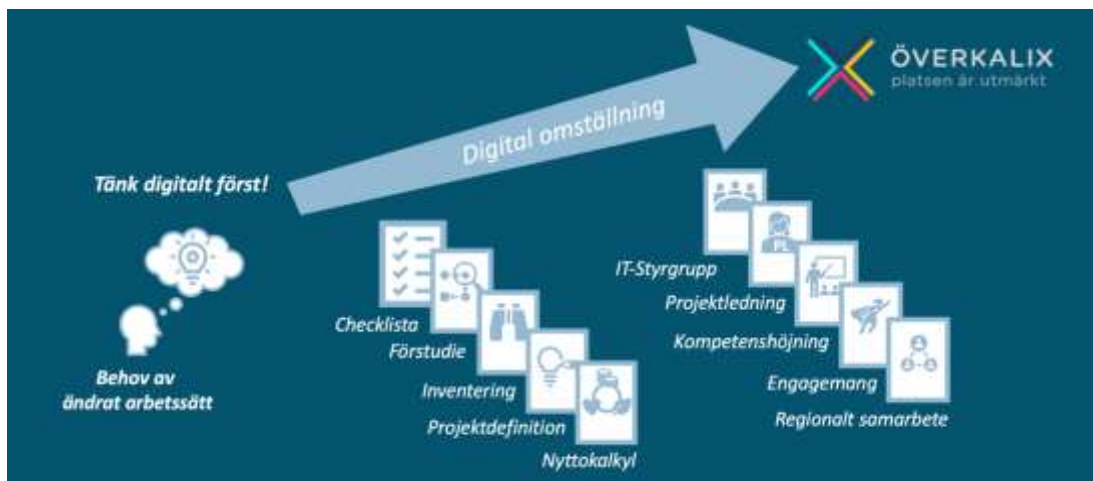 ÖVERKALIX
platsen är utmärkt
Digital omställning
Tänk digitalt först!
Behov av
ändrat arbetssätt
Checklista
Förstudie
Inventering
Projektdefinition
Nyttokalkyl
IT-Styrgrupp
PL
Projektledning
Kompetenshöjning
Engagemang
Regionalt samarbete